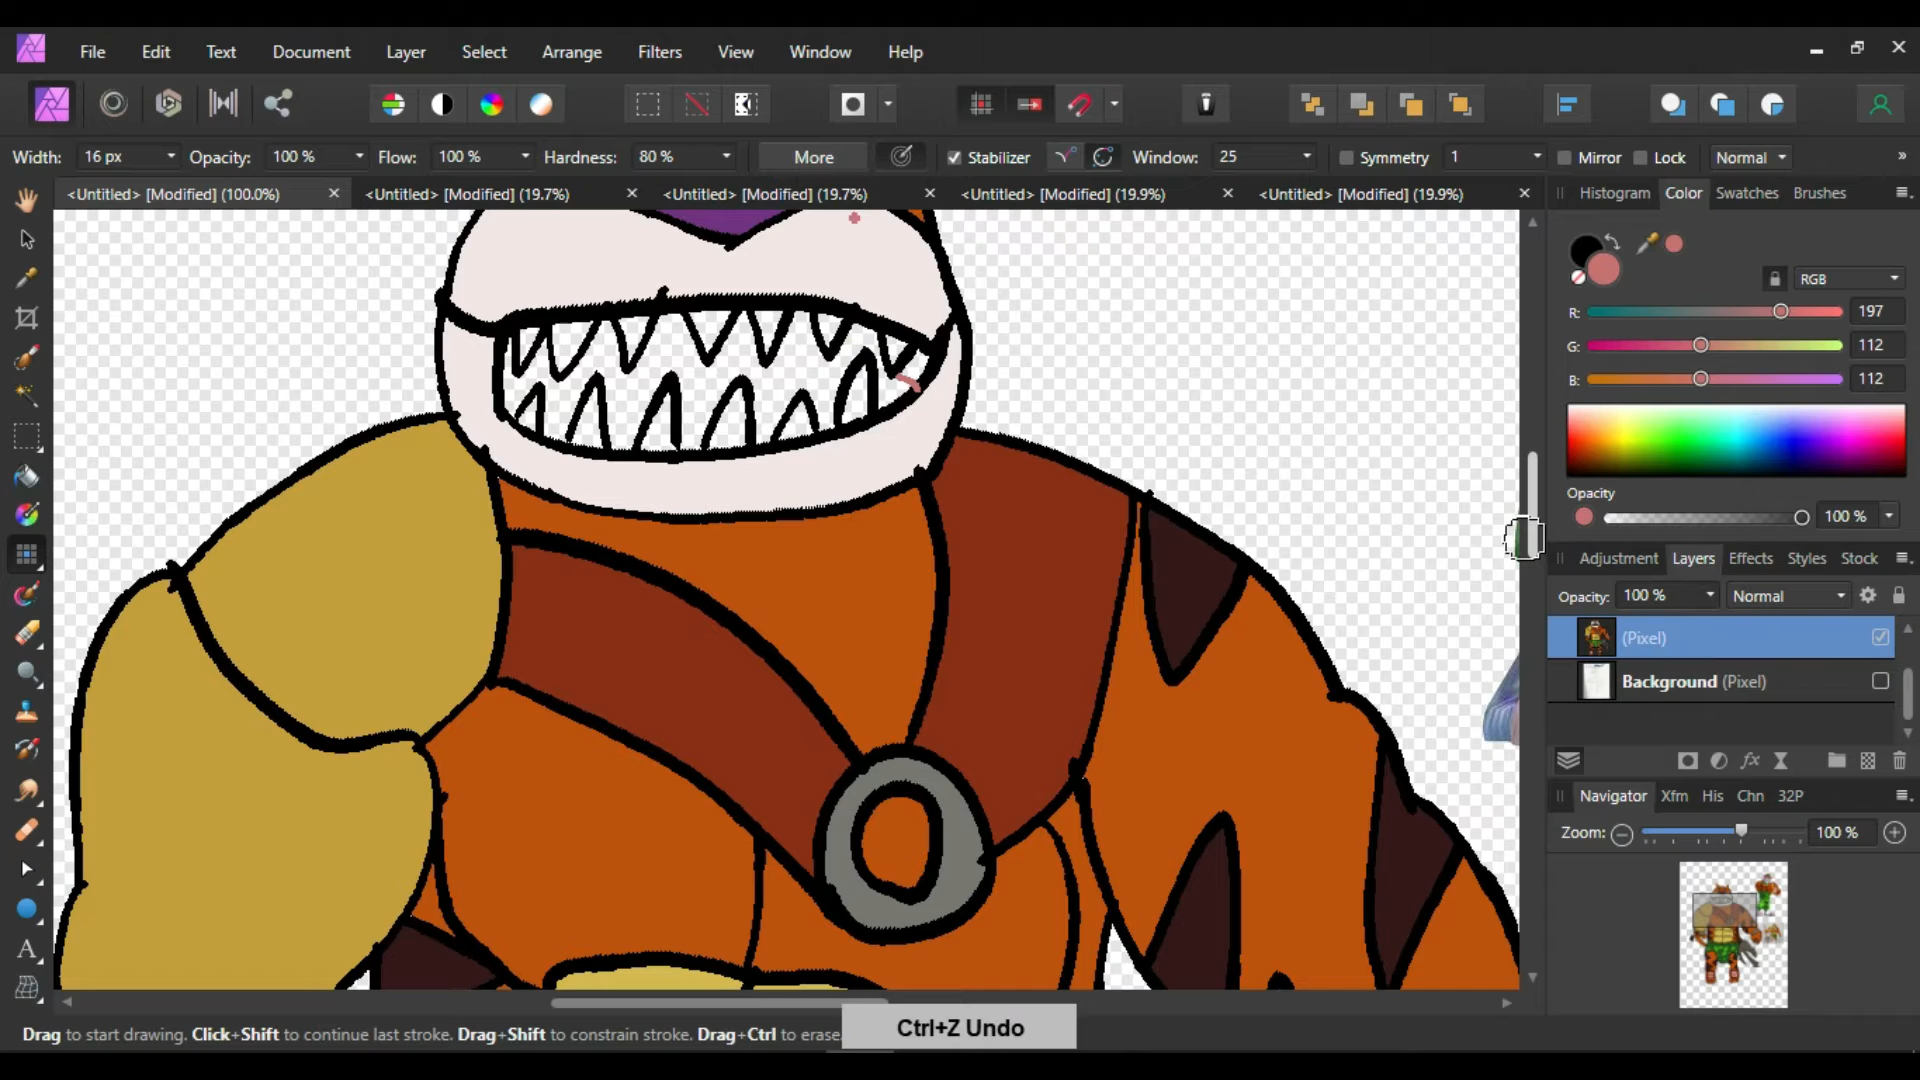 File Edit Text Document Layer Select Arrange Filters View Window Help
Width: 16 px Opacity: 100 % Flow: 100 % Hardness: 80 % More Stabilizer Window: 25 Symmetry 1 Mirror Lock Normal »
<Untitled> [Modified] (100.0%) <Untitled> [Modified] (19.7%) <Untitled> [Modified] (19.7%) <Untitled> [Modified] (19.9%) <Untitled> [Modified] (19.9%)
Histogram Color Swatches Brushes
RGB
R: 197
G: 112
B: 112
Opacity
100 %
Adjustment Layers Effects Styles Stock
Opacity: 100 % Normal
(Pixel)
Background (Pixel)
Navigator Xfm His Chn 32P
Zoom: 100 %
Drag to start drawing. Click+Shift to continue last stroke. Drag+Shift to constrain stroke. Drag+Ctrl to erase.
Ctrl+Z Undo